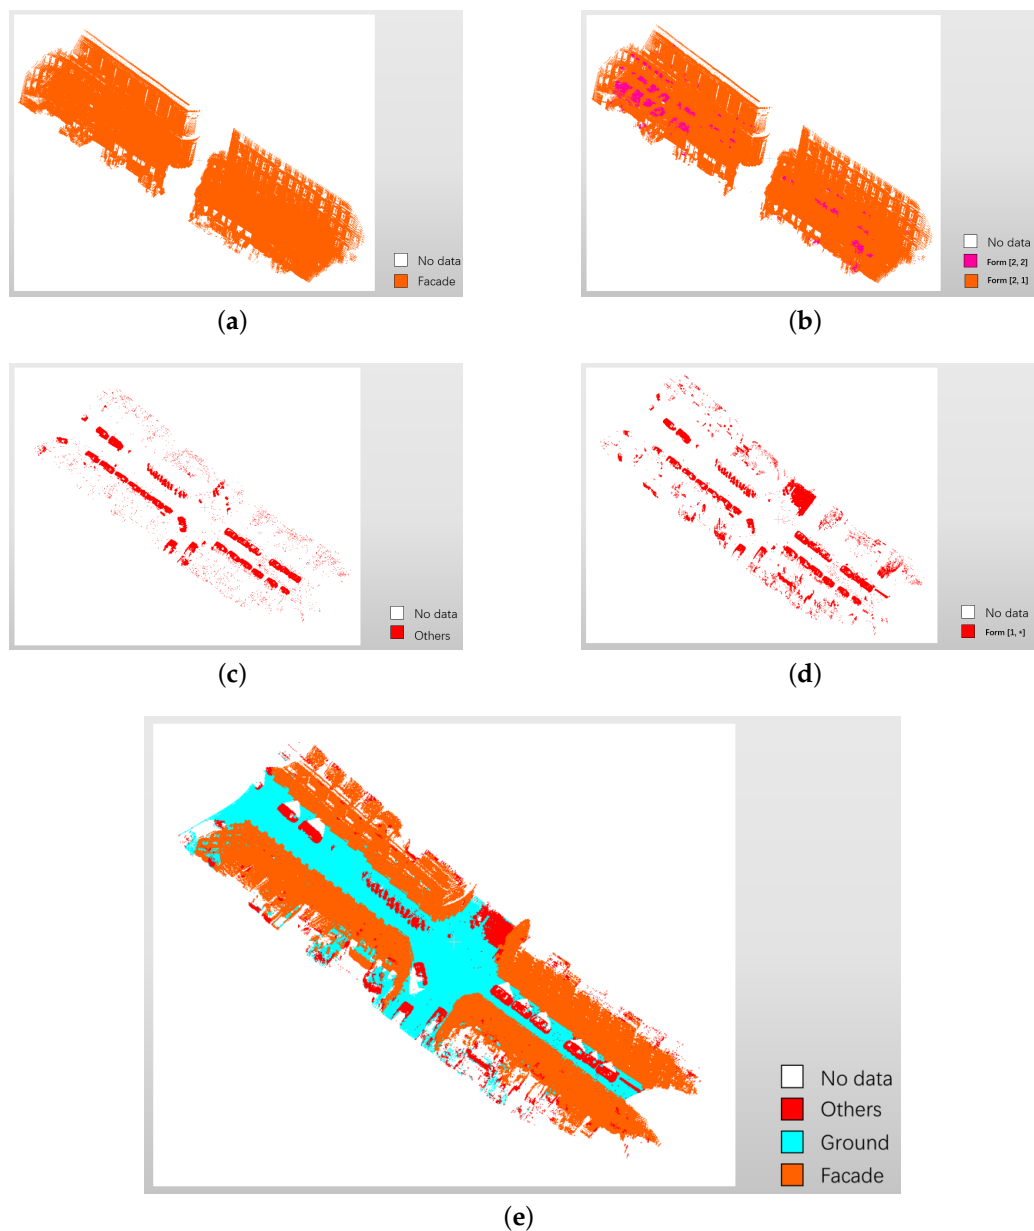 No data
Facade
(a)
No data
Form [2, 2]
Form [2, 1]
(b)
No data
Others
(c)
No data
Form [1, *]
(d)
No data
Others
Ground
Facade
(e)